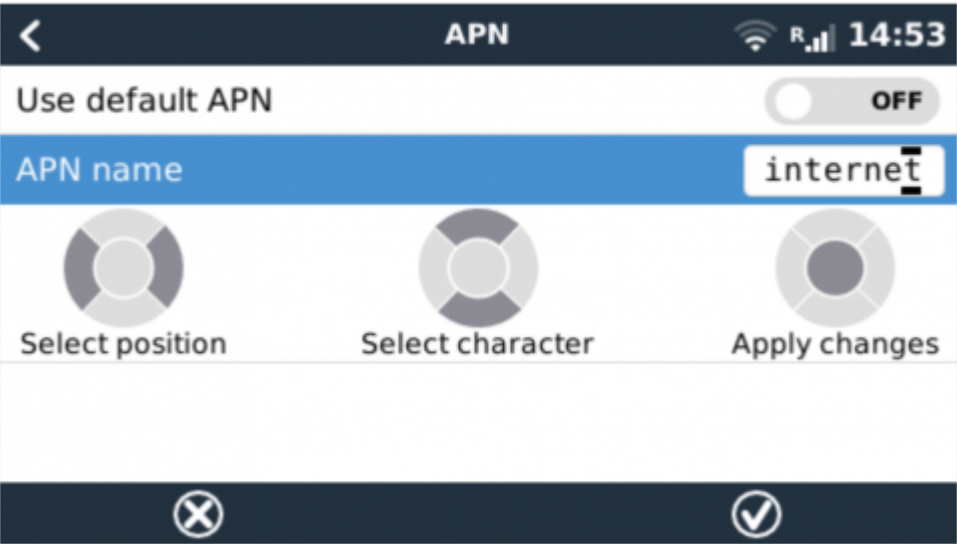 APN R 14:53
Use default APN OFF
APN name internet
Select position Select character Apply changes